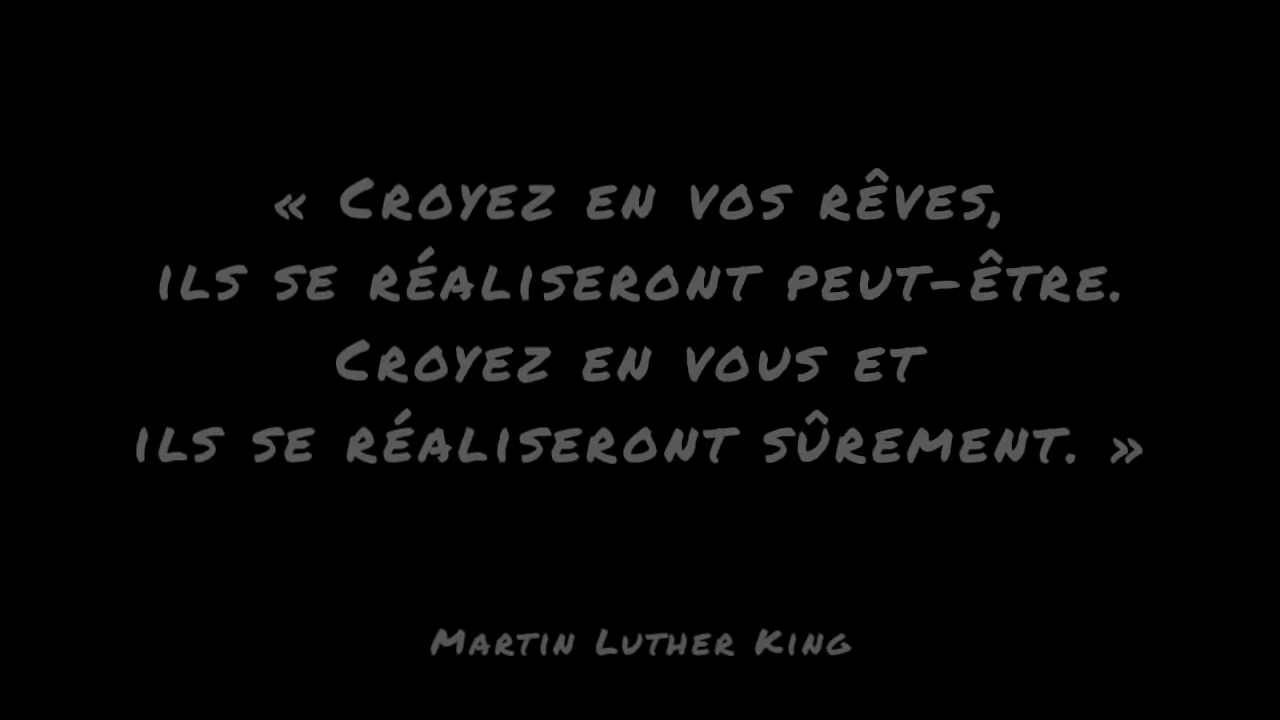 « Croyez en vos rêves,
ils se réaliseront peut-être.
Croyez en vous et
ils se réaliseront sûrement. »
Martin Luther King